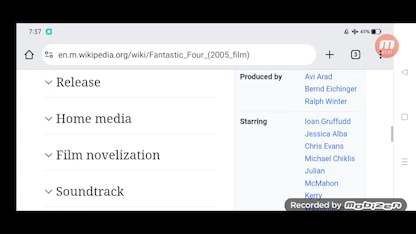 7:37
45%
en.m.wikipedia.org/wiki/Fantastic_Four_(2005_film)
3
Release
Home media
Film novelization
Soundtrack
Produced by
Avi Arad
Bernd Eichinger
Ralph Winter
Starring
Ioan Gruffudd
Jessica Alba
Chris Evans
Michael Chiklis
Julian
McMahon
Kerry
Recorded by Mobizen